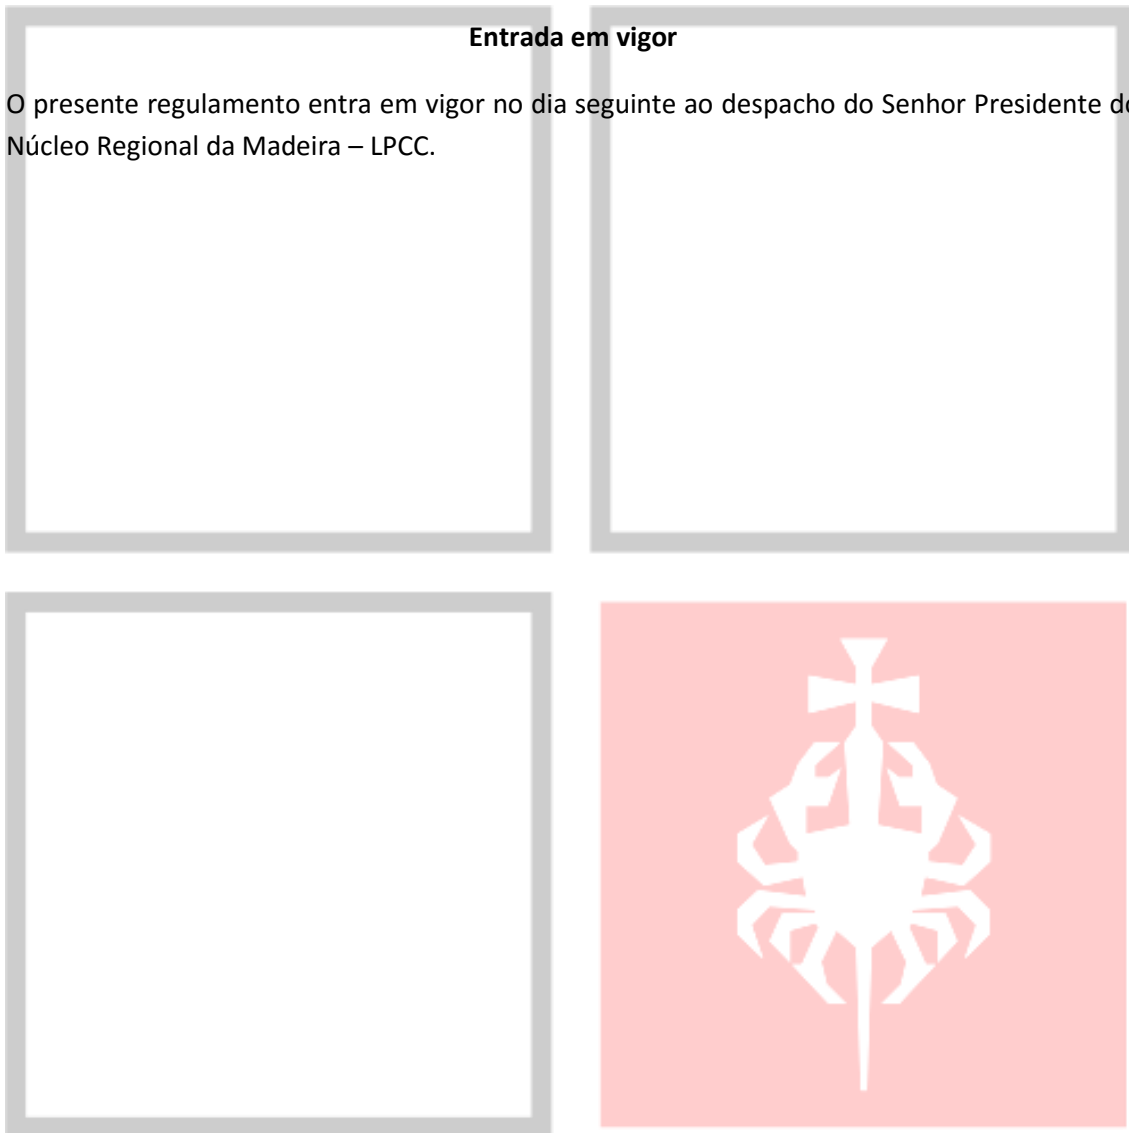 Entrada em vigor
O presente regulamento entra em vigor no dia seguinte ao despacho do Senhor Presidente do
Núcleo Regional da Madeira – LPCC.